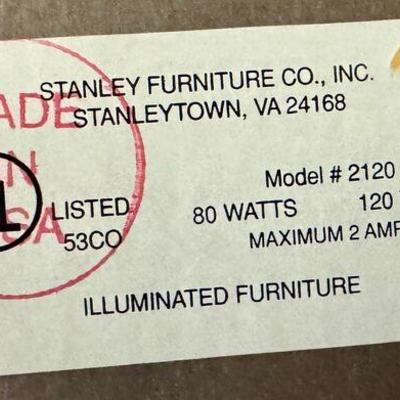 STANLEY FURNITURE CO., INC.
STANLEYTOWN, VA 24168
ADE
N
SA
L
LISTED
53CO
Model # 2120
80 WATTS 120
MAXIMUM 2 AMP
ILLUMINATED FURNITURE